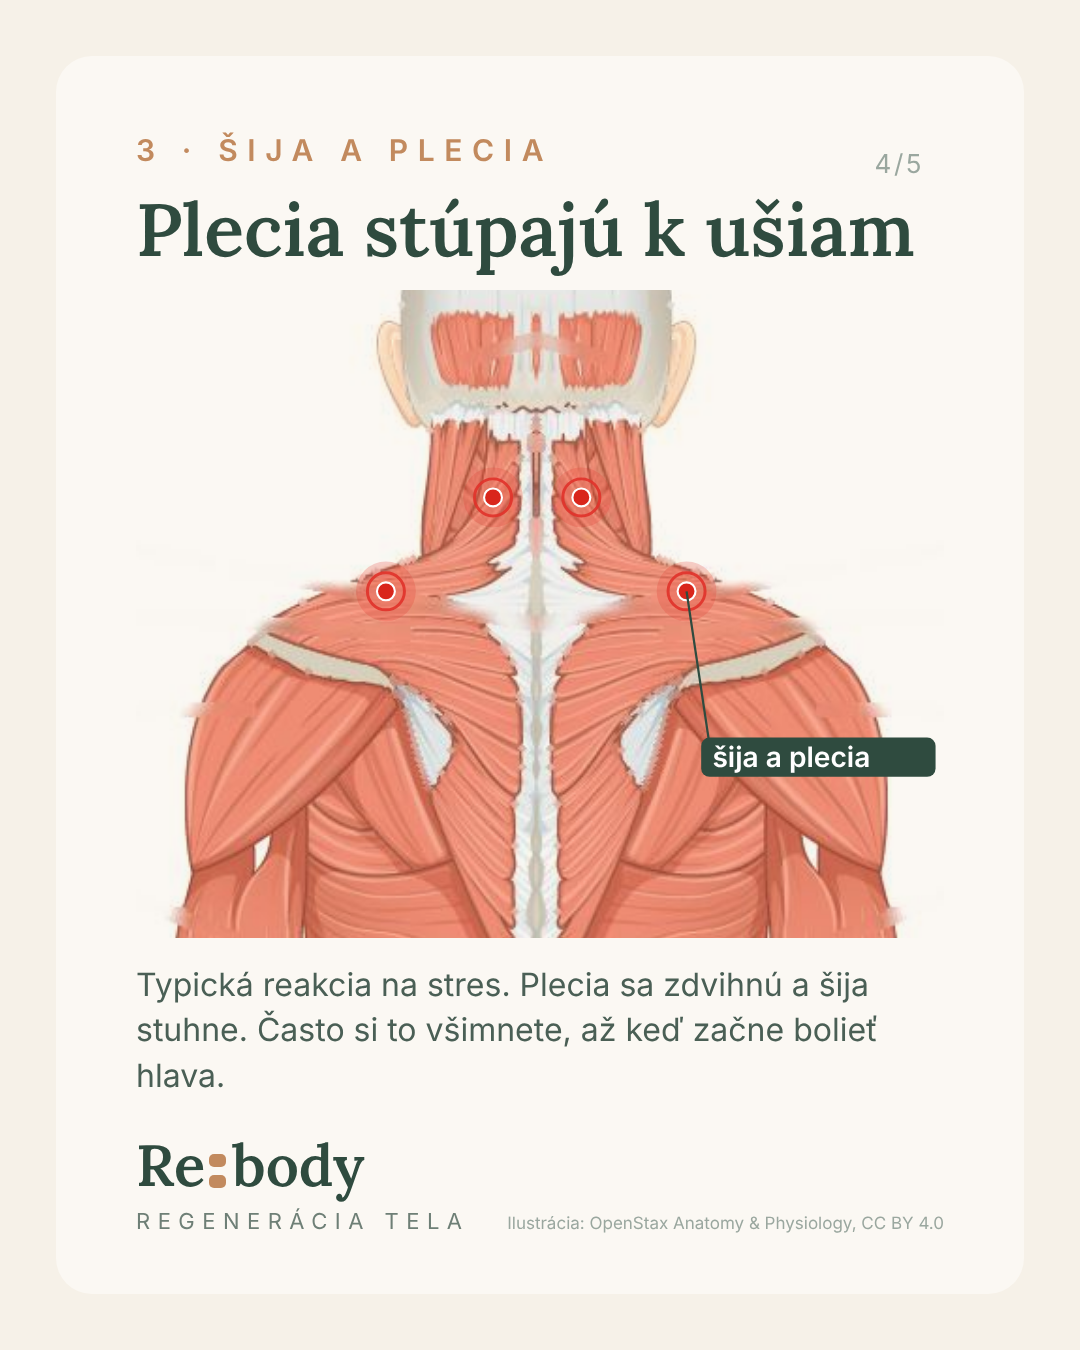 3 · ŠIJA A PLECIA
4/5
Plecia stúpajú k ušiam
šija a plecia
Typická reakcia na stres. Plecia sa zdvihnú a šija
stuhne. Často si to všimnete, až keď začne bolieť
hlava.
Re:body
REGENERÁCIA TELA
Ilustrácia: OpenStax Anatomy & Physiology, CC BY 4.0